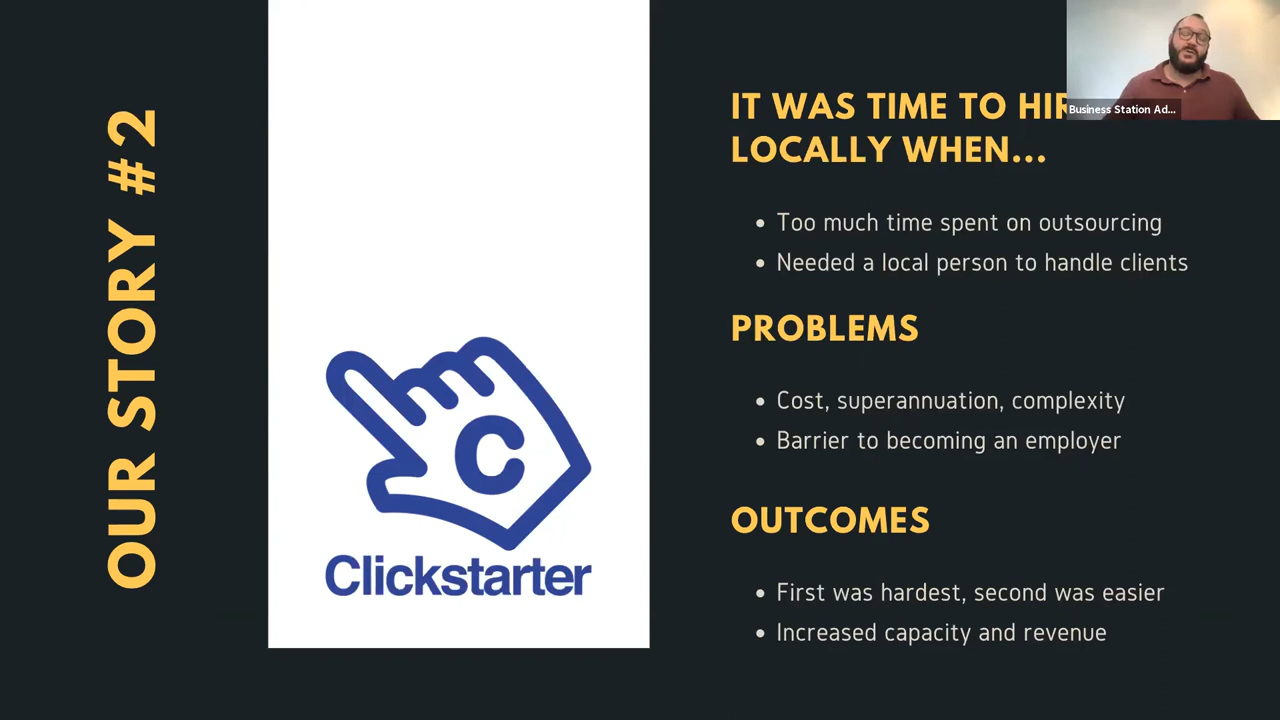 OUR STORY #2
C
Clickstarter
IT WAS TIME TO
LOCALLY WHEN...
• Too much time spent on outsourcing
• Needed a local person to handle clients
PROBLEMS
• Cost, superannuation, complexity
• Barrier to becoming an employer
OUTCOMES
• First was hardest, second was easier
• Increased capacity and revenue
Business Station Ad...